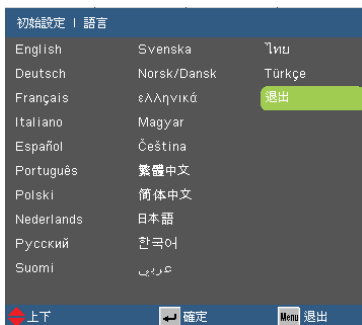 初始設定 | 語言
English Svenska ไทย
Deutsch Norsk/Dansk Türkçe
Français ελληνικά 退出
Italiano Magyar
Español Čeština
Português 繁體中文
Polski 简体中文
Nederlands 日本語
Русский 한국어
Suomi عربي
上下 確定 Menu 退出